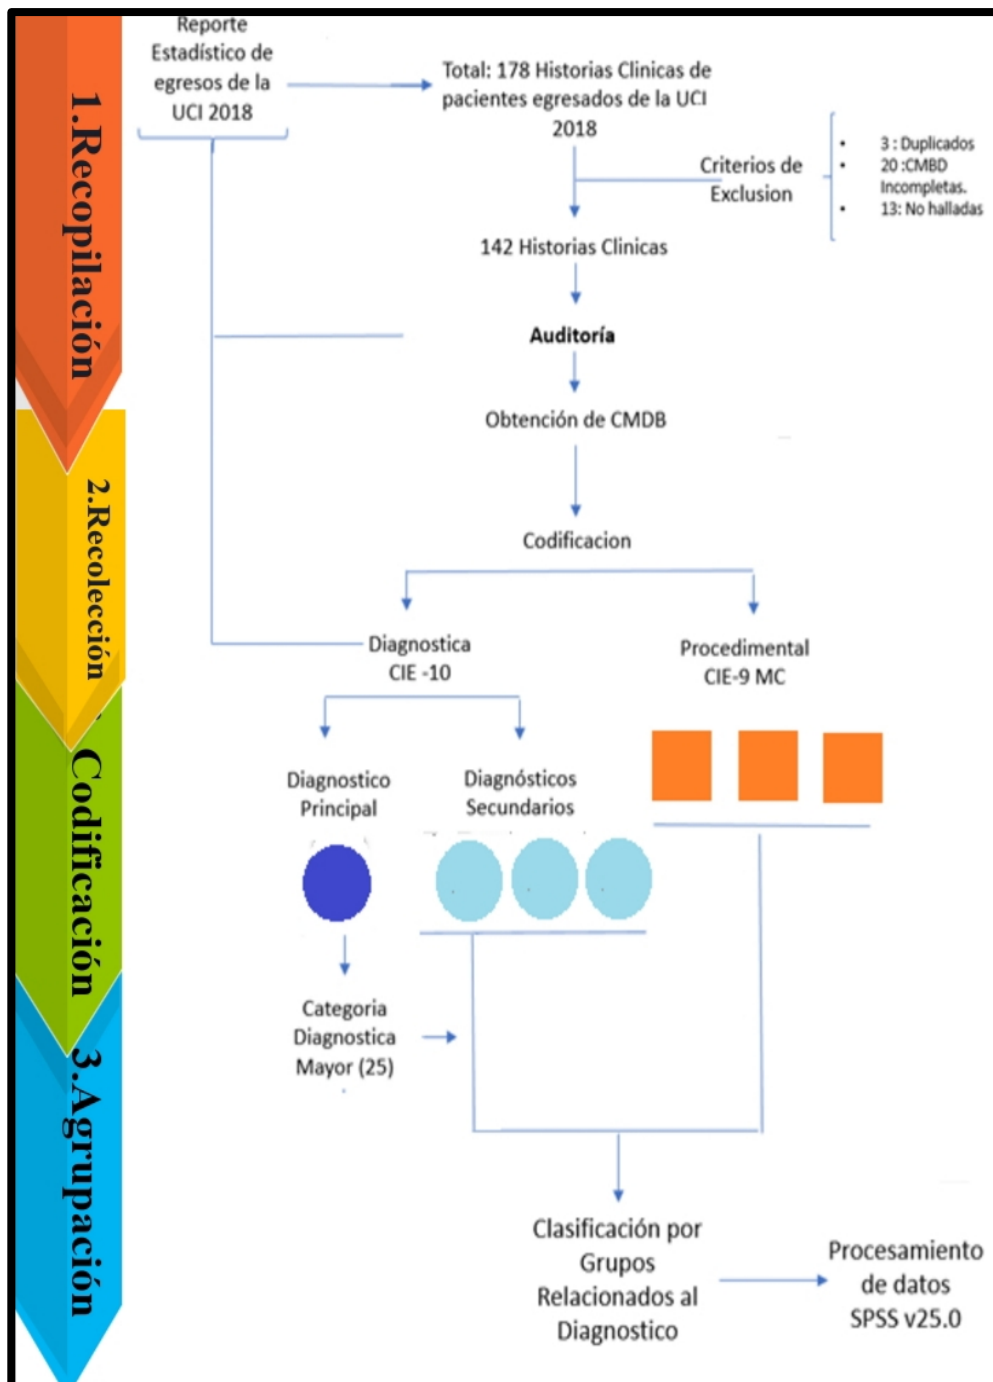 Reporte
Estadístico de
egresos de la
UCI 2018
Total: 178 Historias Clinicas de
pacientes egresados de la UCI
2018
Criterios de
Exclusion
• 3 : Duplicados
• 20 :CMBD
Incompletas.
• 13: No halladas
142 Historias Clinicas
Auditoría
Obtención de CMDB
Codificacion
Diagnostica
CIE -10
Procedimental
CIE-9 MC
Diagnostico
Principal
Diagnósticos
Secundarios
Categoria
Diagnostica
Mayor (25)
Clasificación por
Grupos
Relacionados al
Diagnostico
Procesamiento
de datos
SPSS v25.0
1.Recopilación
2.Recolección
Codificación
3.Agrupación